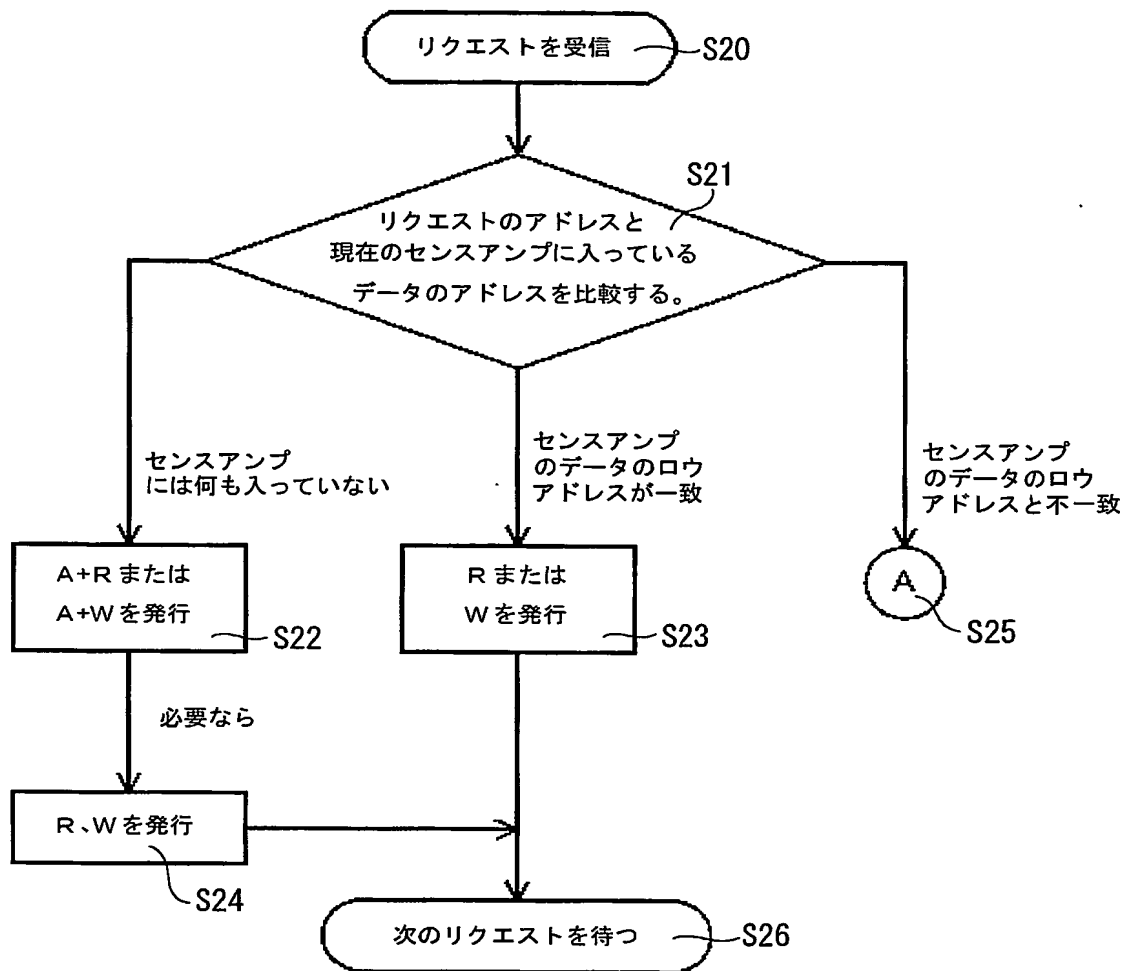 リクエストを受信
S20
S21
リクエストのアドレスと
現在のセンスアンプに入っている
データのアドレスを比較する。
センスアンプ
には何も入っていない
センスアンプ
のデータのロウ
アドレスが一致
センスアンプ
のデータのロウ
アドレスと不一致
A+R または
A+W を発行
S22
R または
W を発行
S23
A
S25
必要なら
R、W を発行
S24
次のリクエストを待つ
S26